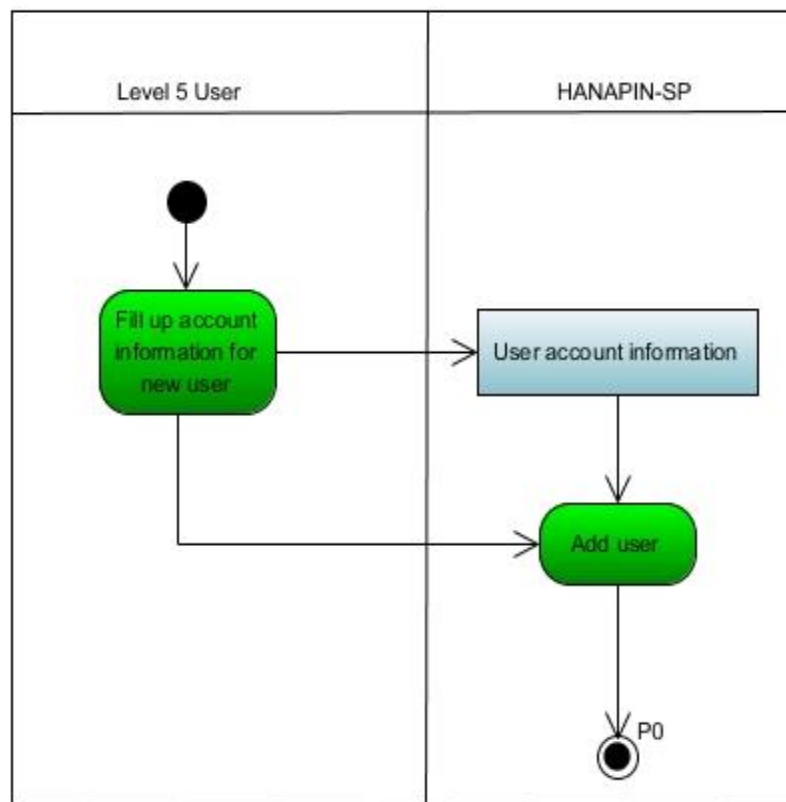 Level 5 User
HANAPIN-SP
Fill up account
information for
new user
User account information
Add user
P0